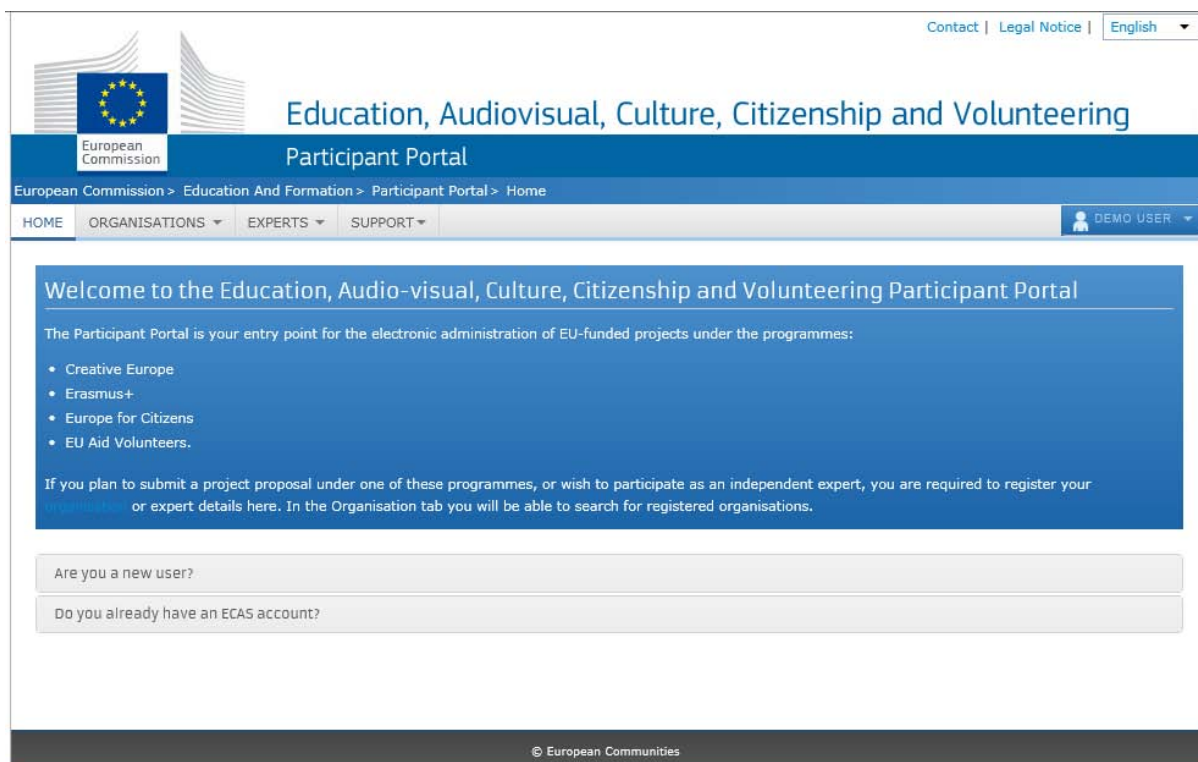 Contact | Legal Notice | English
Education, Audiovisual, Culture, Citizenship and Volunteering
European
Commission
Participant Portal
European Commission > Education And Formation > Participant Portal > Home
HOME ORGANISATIONS EXPERTS SUPPORT DEMO USER
Welcome to the Education, Audio-visual, Culture, Citizenship and Volunteering Participant Portal
The Participant Portal is your entry point for the electronic administration of EU-funded projects under the programmes:
• Creative Europe
• Erasmus+
• Europe for Citizens
• EU Aid Volunteers.
If you plan to submit a project proposal under one of these programmes, or wish to participate as an independent expert, you are required to register your
organisation or expert details here. In the Organisation tab you will be able to search for registered organisations.
Are you a new user?
Do you already have an ECAS account?
© European Communities